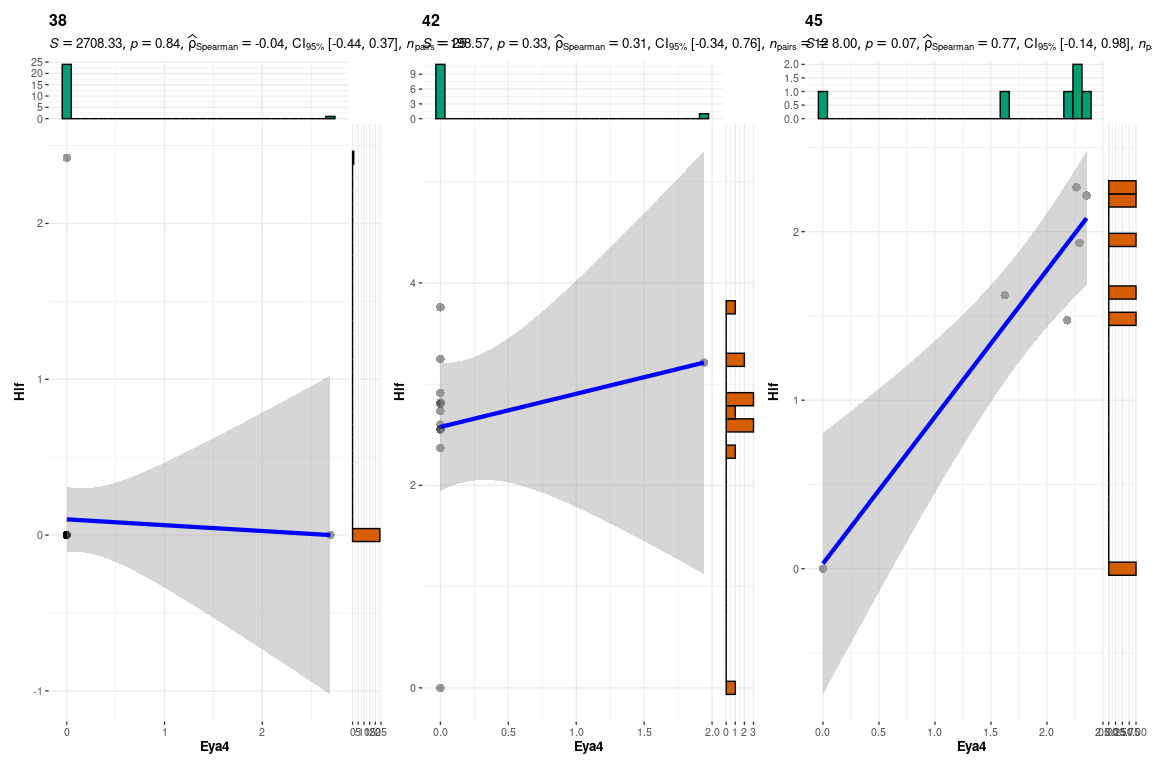 38
42
45
S = 2708.33, p = 0.84, ρ̂Spearman = -0.04, CI95% [-0.44, 0.37], npairs = 25
p = 0.33, ρ̂Spearman = 0.31, CI95% [-0.34, 0.76], npairs = 12
8.00, p = 0.07, ρ̂Spearman = 0.77, CI95% [-0.14, 0.98],
25
20
15
10
5
0
9
6
3
0
2.0
1.5
1.0
0.5
0.0
2
1
0
-1
Hlf
4
2
0
Hlf
2
1
0
Hlf
0 1 2
0.0 0.5 1.0 1.5 2.0 0 1 2 3
0.0 0.5 1.0 1.5 2.0
Eya4
Eya4
Eya4